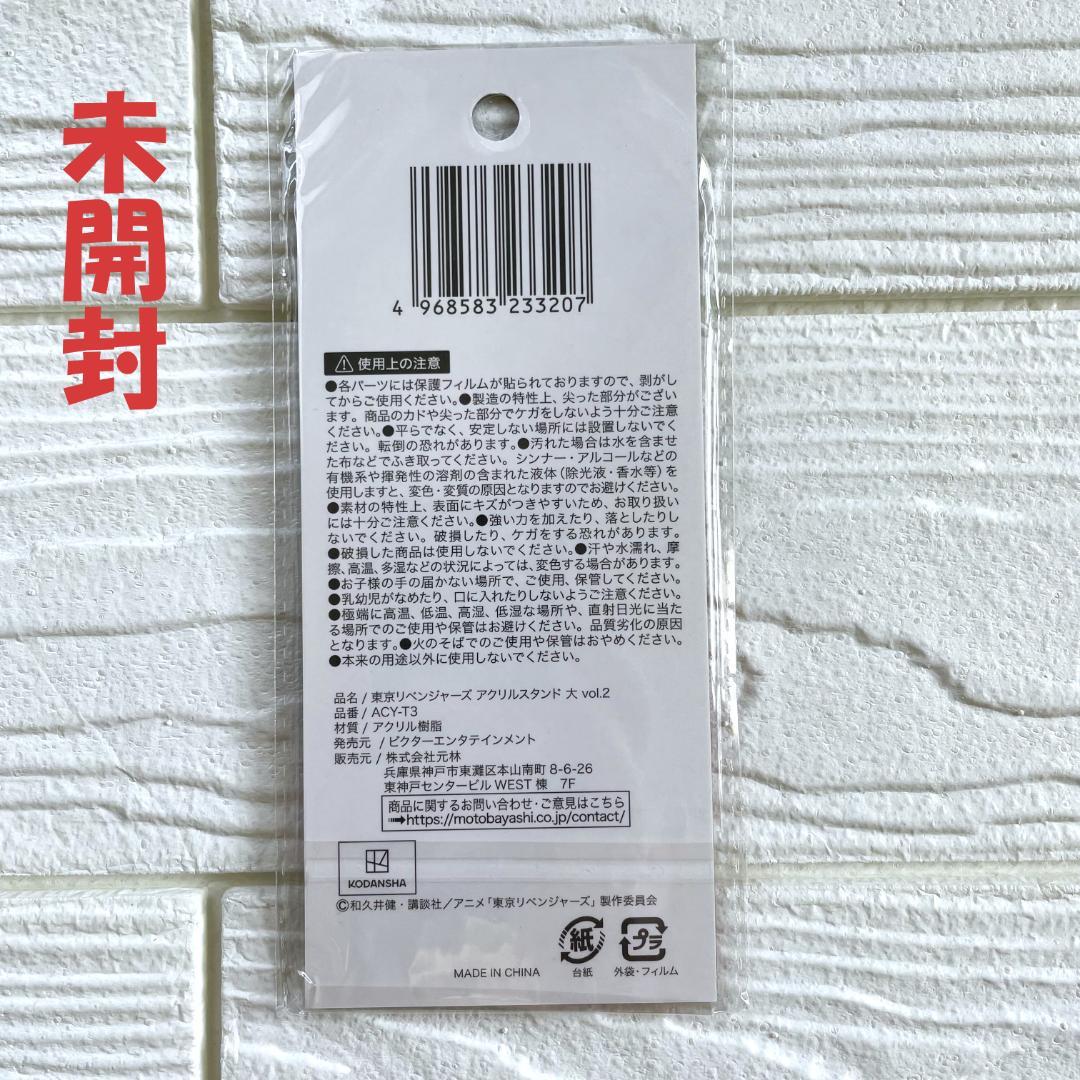 未開封
4 968583 233207
使用上の注意
●各パーツには保護フィルムが貼られておりますので、剥がし
てからご使用ください。●製造の特性上、尖った部分がござい
ます。商品のカドや尖った部分でケガをしないよう十分ご注意
ください。●平らでなく、安定しない場所には設置しないでく
ださい。転倒の恐れがあります。●汚れた場合は水を含ませ
た布などでふき取ってください。シンナー・アルコールなどの
有機系や揮発性の溶剤の含まれた液体(除光液・香水等)を
使用しますと、変色・変質の原因となりますのでお避けください。
●素材の特性上、表面にキズがつきやすいため、お取り扱い
には十分ご注意ください。●強い力を加えたり、落としたりし
ないでください。破損したり、ケガをする恐れがあります。
●破損した商品は使用しないでください。●汗や水濡れ、摩
擦、高温、多湿などの状況によっては、変色する場合があります。
●お子様の手の届かない場所で、ご使用、保管してください。
●乳幼児がなめたり、口に入れたりしないようご注意ください。
●極端に高温、低温、高湿、低湿な場所や、直射日光に当た
る場所でのご使用や保管はお避けください。品質劣化の原因
となります。●火のそばでのご使用や保管はおやめください。
●本来の用途以外に使用しないでください。
品名 / 東京リベンジャーズ アクリルスタンド 大 vol.2
品番 / ACY-T3
材質 / アクリル樹脂
発売元 / ビクターエンタテインメント
販売元 / 株式会社元林
兵庫県神戸市東灘区本山南町 8-6-26
東神戸センタービル WEST 棟 7F
商品に関するお問い合わせ・ご意見はこちら
➡https://motobayashi.co.jp/contact/
KODANSHA
©和久井健・講談社／アニメ「東京リベンジャーズ」製作委員会
MADE IN CHINA
紙
台紙
プラ
外袋・フィルム